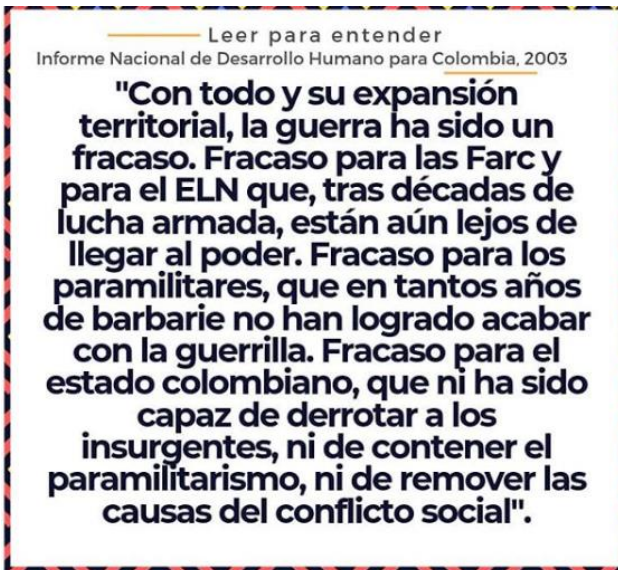 Leer para entender
Informe Nacional de Desarrollo Humano para Colombia, 2003
"Con todo y su expansión
territorial, la guerra ha sido un
fracaso. Fracaso para las Farc y
para el ELN que, tras décadas de
lucha armada, están aún lejos de
llegar al poder. Fracaso para los
paramilitares, que en tantos años
de barbarie no han logrado acabar
con la guerrilla. Fracaso para el
estado colombiano, que ni ha sido
capaz de derrotar a los
insurgentes, ni de contener el
paramilitarismo, ni de remover las
causas del conflicto social".